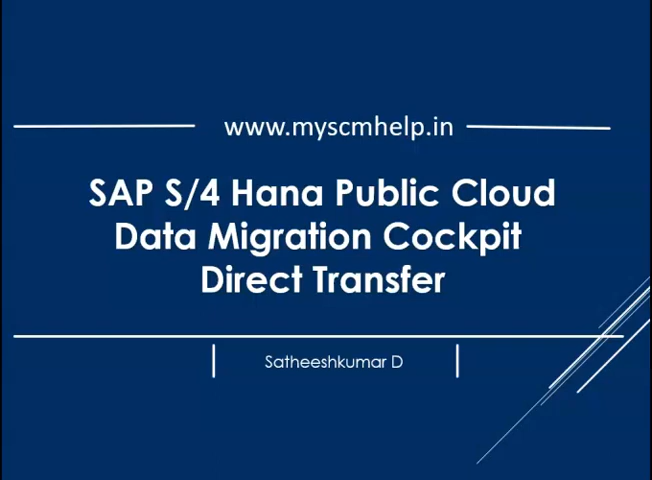 www.myscmhelp.in
SAP S/4 Hana Public Cloud
Data Migration Cockpit
Direct Transfer
Satheeshkumar D